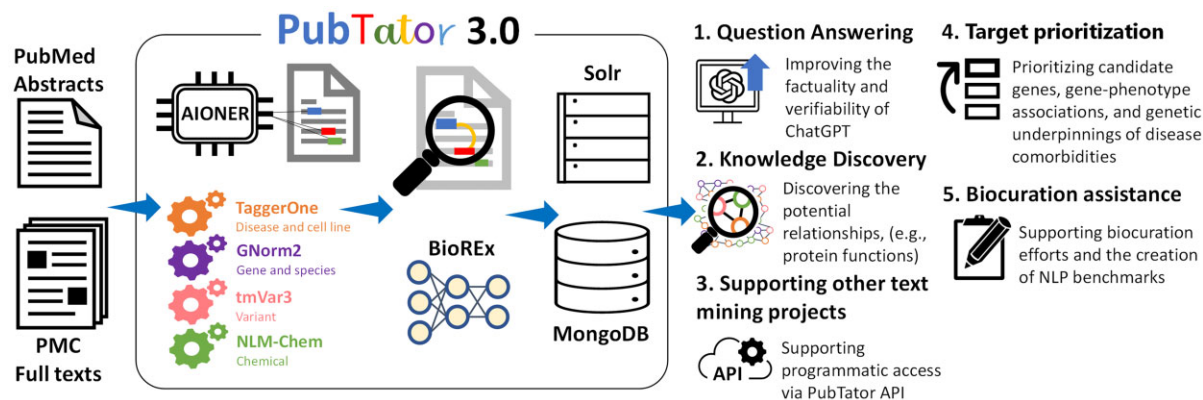 PubTator 3.0
PubMed
Abstracts
PMC
Full texts
AIONER
TaggerOne
Disease and cell line
GNorm2
Gene and species
tmVar3
Variant
NLM-Chem
Chemical
BioREx
Solr
MongoDB
1. Question Answering
Improving the
factuality and
verifiability of
ChatGPT
2. Knowledge Discovery
Discovering the
potential
relationships, (e.g.,
protein functions)
3. Supporting other text
mining projects
API
Supporting
programmatic access
via PubTator API
4. Target prioritization
Prioritizing candidate
genes, gene-phenotype
associations, and genetic
underpinnings of disease
comorbidities
5. Biocuration assistance
Supporting biocuration
efforts and the creation
of NLP benchmarks